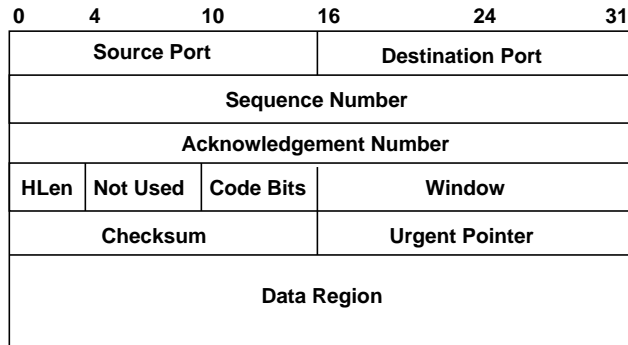 0 4 10 16 24 31
Source Port Destination Port
Sequence Number
Acknowledgement Number
HLen Not Used Code Bits Window
Checksum Urgent Pointer
Data Region